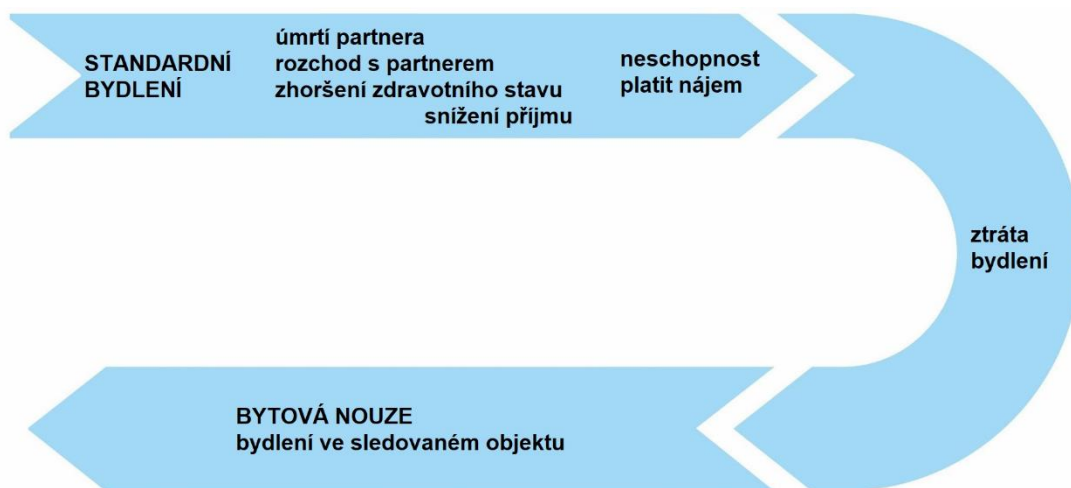 STANDARDNÍ
BYDLENÍ
úmrtí partnera
rozchod s partnerem
zhoršení zdravotního stavu
snížení příjmu
neschopnost
platit nájem
ztráta
bydlení
BYTOVÁ NOUZE
bydlení ve sledovaném objektu